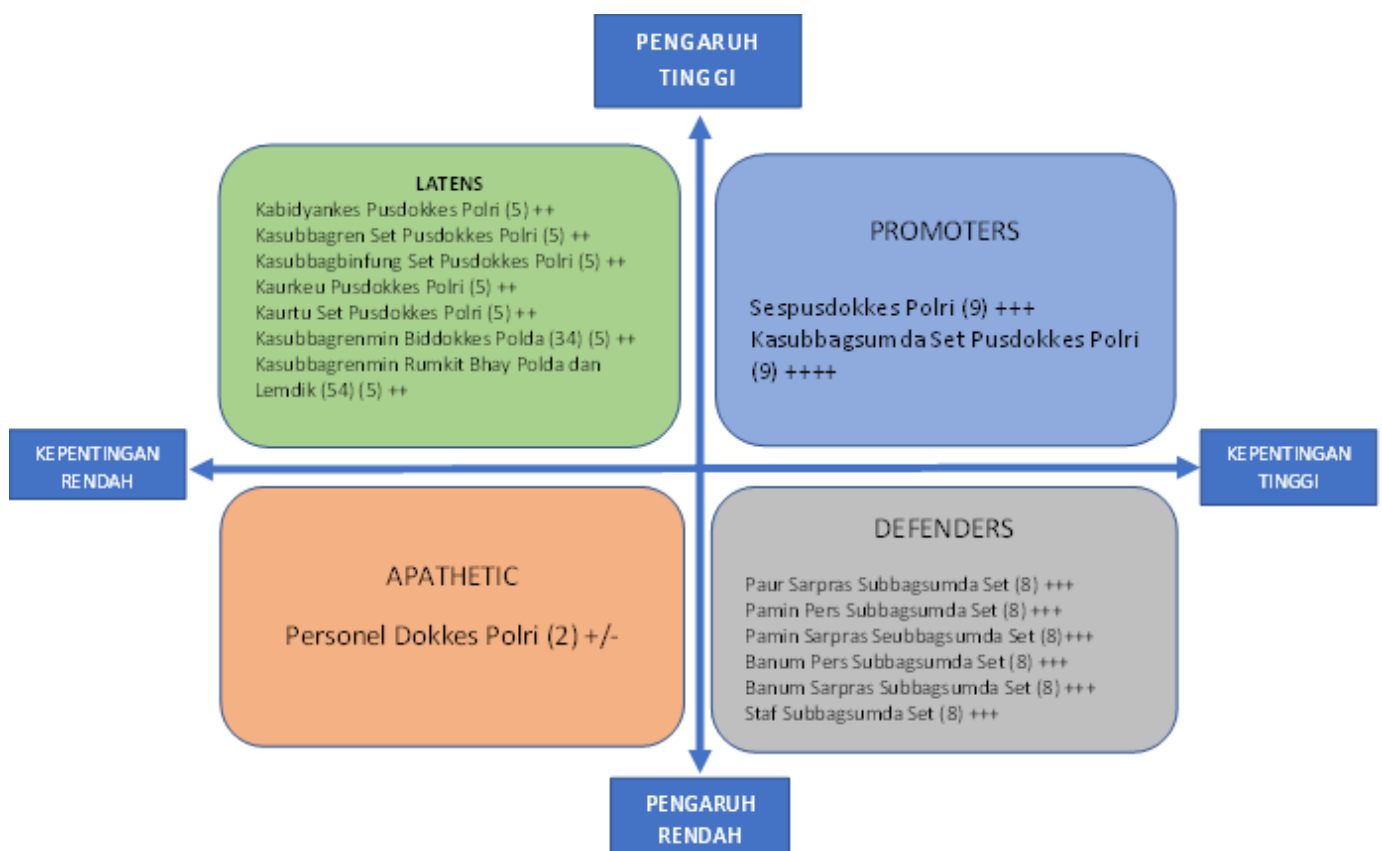 PENGARUH
TINGGI
LATENS
Kabidyankes Pusdokkes Polri (5) ++
Kasubbagren Set Pusdokkes Polri (5) ++
Kasubbagbinfung Set Pusdokkes Polri (5) ++
Kaurkeu Pusdokkes Polri (5) ++
Kaurtu Set Pusdokkes Polri (5) ++
Kasubbagrenmin Biddokkes Polda (34) (5) ++
Kasubbagrenmin Rumkit Bhay Polda dan
Lemdik (54) (5) ++
PROMOTERS
Sespusdokkes Polri (9) +++
Kasubbagsumda Set Pusdokkes Polri
(9) ++++
KEPENTINGAN
RENDAH
KEPENTINGAN
TINGGI
APATHETIC
Personel Dokkes Polri (2) +/-
DEFENDERS
Paur Sarpras Subbagsumda Set (8) +++
Pamin Pers Subbagsumda Set (8) +++
Pamin Sarpras Seubbagsumda Set (8)+++
Banum Pers Subbagsumda Set (8) +++
Banum Sarpras Subbagsumda Set (8) +++
Staf Subbagsumda Set (8) +++
PENGARUH
RENDAH